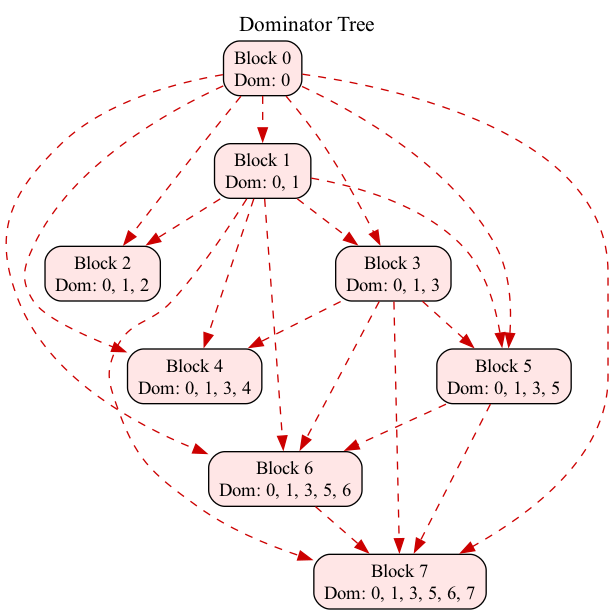 Dominator Tree
Block 0
Dom: 0
Block 1
Dom: 0, 1
Block 2
Dom: 0, 1, 2
Block 3
Dom: 0, 1, 3
Block 4
Dom: 0, 1, 3, 4
Block 5
Dom: 0, 1, 3, 5
Block 6
Dom: 0, 1, 3, 5, 6
Block 7
Dom: 0, 1, 3, 5, 6, 7